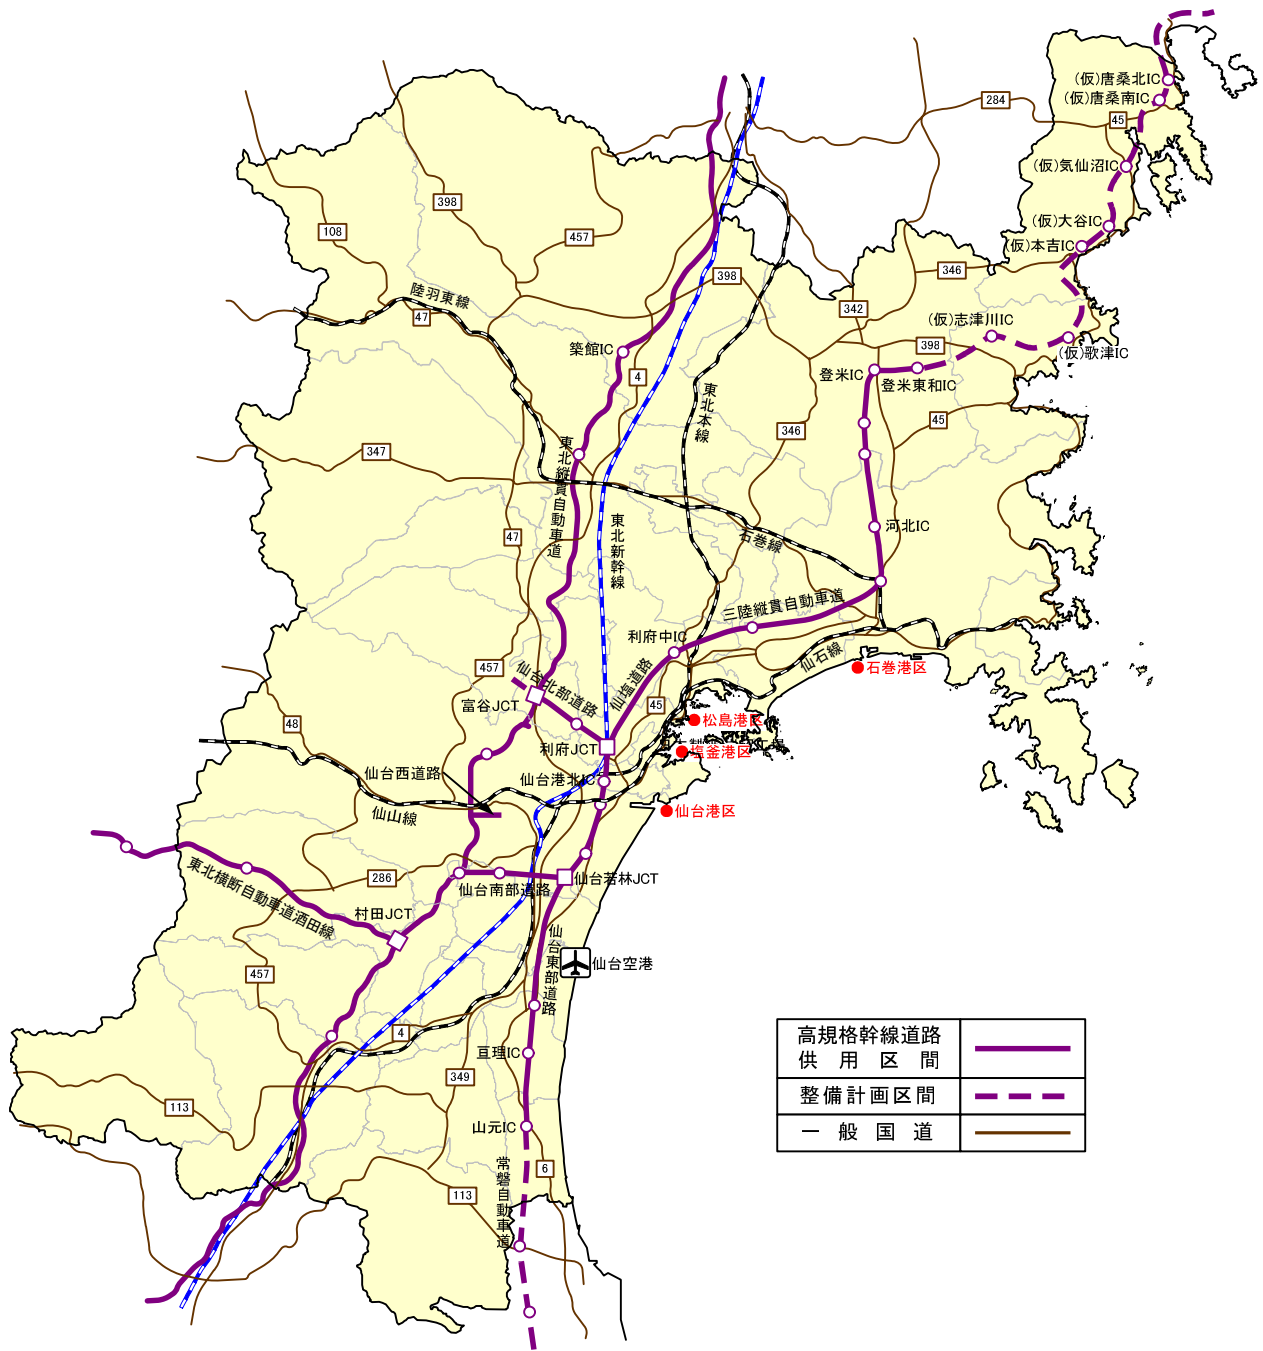 (仮)唐桑北IC
(仮)唐桑南IC
284
45
(仮)気仙沼IC
398
(仮)大谷IC
108
457
(仮)本吉IC
346
398
陸羽東線
342
47
(仮)志津川IC
398
築館IC
(仮)歌津IC
4
登米IC
登米東和IC
東北本線
45
346
東北縦貫自動車道
347
47
東北新幹線
石巻線
河北IC
三陸縦貫自動車道
利府中IC
仙石線
457
仙台北部道路
仙塩道路
石巻港区
富谷JCT
45
48
松島港区
利府JCT
塩釜港区
仙台西道路
仙台港北IC
仙山線
仙台港区
東北横断自動車道酒田線
286
仙台南部道路
仙台若林JCT
村田JCT
仙台東部道路
457
仙台空港
4
亘理IC
349
113
山元IC
常磐自動車道
6
113
高規格幹線道路
供用区間
整備計画区間
一般国道